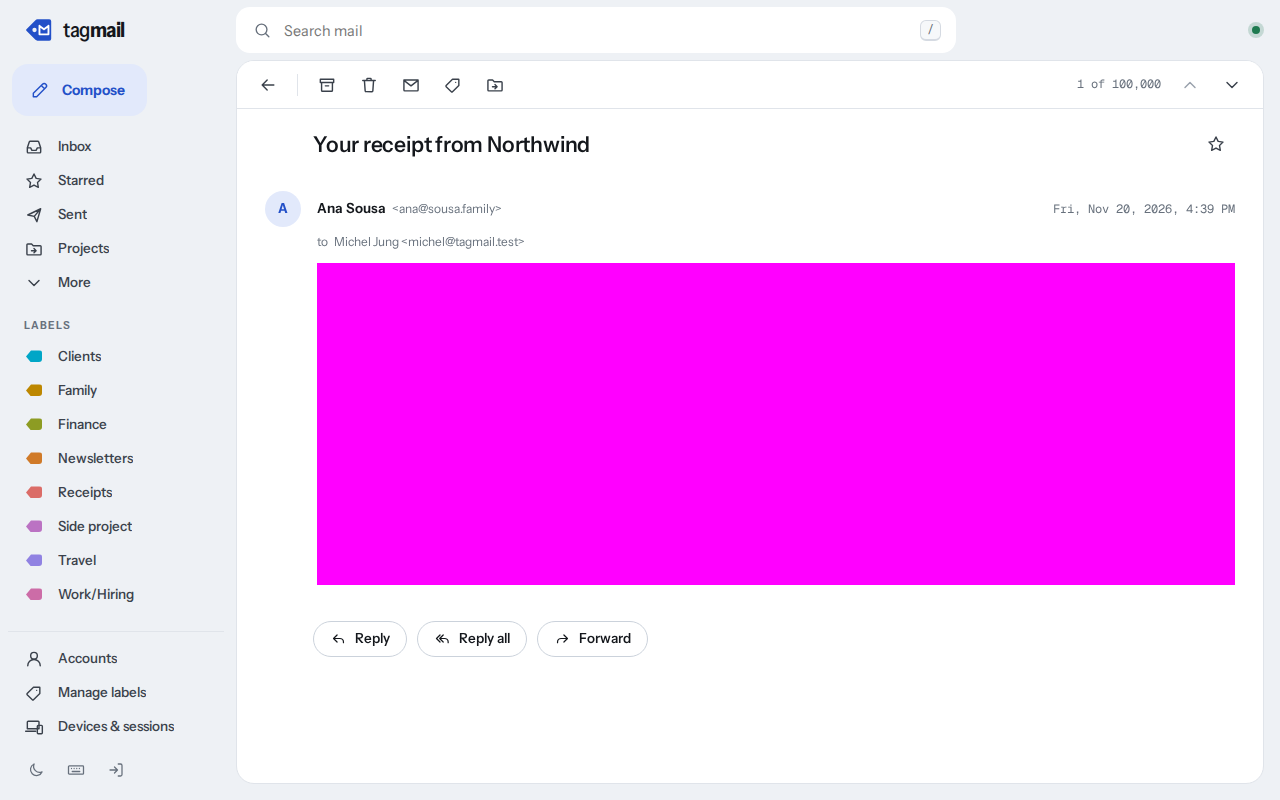 tagmail
Search mail
/
Compose
1 of 100,000
Inbox
Starred
Sent
Projects
More
LABELS
Clients
Family
Finance
Newsletters
Receipts
Side project
Travel
Work/Hiring
Accounts
Manage labels
Devices & sessions
Your receipt from Northwind
A
Ana Sousa <ana@sousa.family>
Fri, Nov 20, 2026, 4:39 PM
to Michel Jung <michel@tagmail.test>
Reply
Reply all
Forward